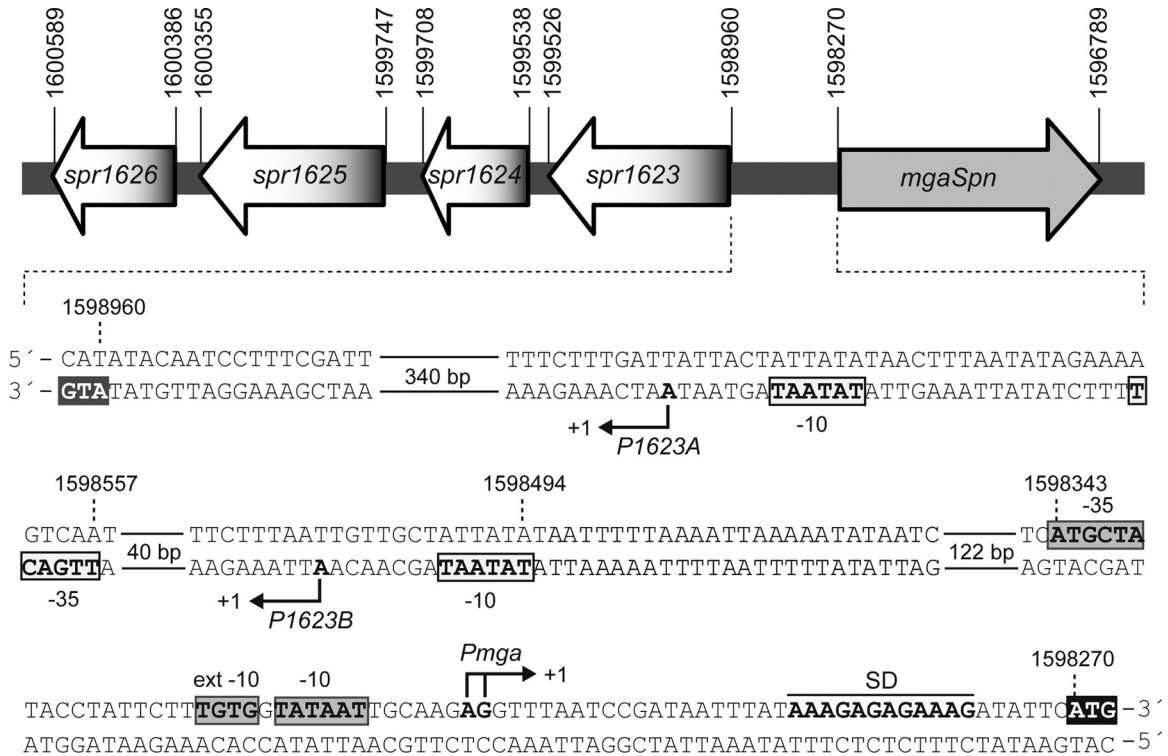 1600589 1600386 1600355 1599747 1599708 1599538 1599526 1598960 1598270 1596789
spr1626 spr1625 spr1624 spr1623 mgaSpn
1598960
5´– CATATACAATCCTTTCGATT TTTCTTTGATTATTACTATTATATAACTTTAATATAGAAAA
340 bp
3´– GTATATGTTAGGAAAGCTAA AAAGAAACTAATAATGATAATATATTGAAATTATATCTTTT
+1 P1623A -10
1598557 1598494 1598343
-35
GTCAAT TTCTTTAATTGTTGCTATTATATAATTTTTAAAATTAAAAATATAATC TCATGCTA
40 bp 122 bp
CAGTTA AAGAAATTAACAACGATAATATATTAAAAATTTTAATTTTTATATTAG AGTACGAT
-35 +1 P1623B -10
Pmga +1
1598270
ext -10 -10 SD
TACCTATTCTTTGTGGTATAATTGCAAGAGGTTTAATCCGATAATTTATAAAGAGAGAAAGATATTCATG –3´
ATGGATAAGAAACACCATATTAACGTTCTCCAAATTAGGCTATTAAATATTTCTCTCTTTCTATAAGTAC –5´